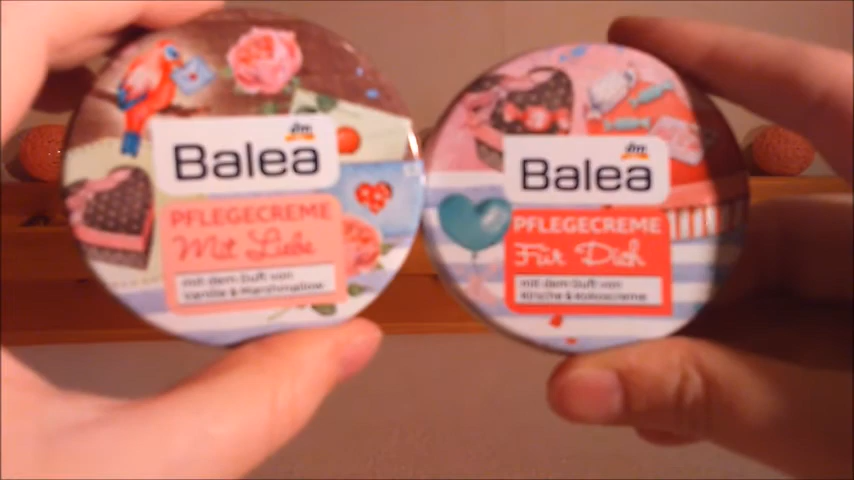 dm
Balea
PFLEGECREME
Mit Liebe
mit dem Duft von
Vanille & Marshmallow
dm
Balea
PFLEGECREME
Für Dich
mit dem Duft von
Kirsche & Kokoscreme